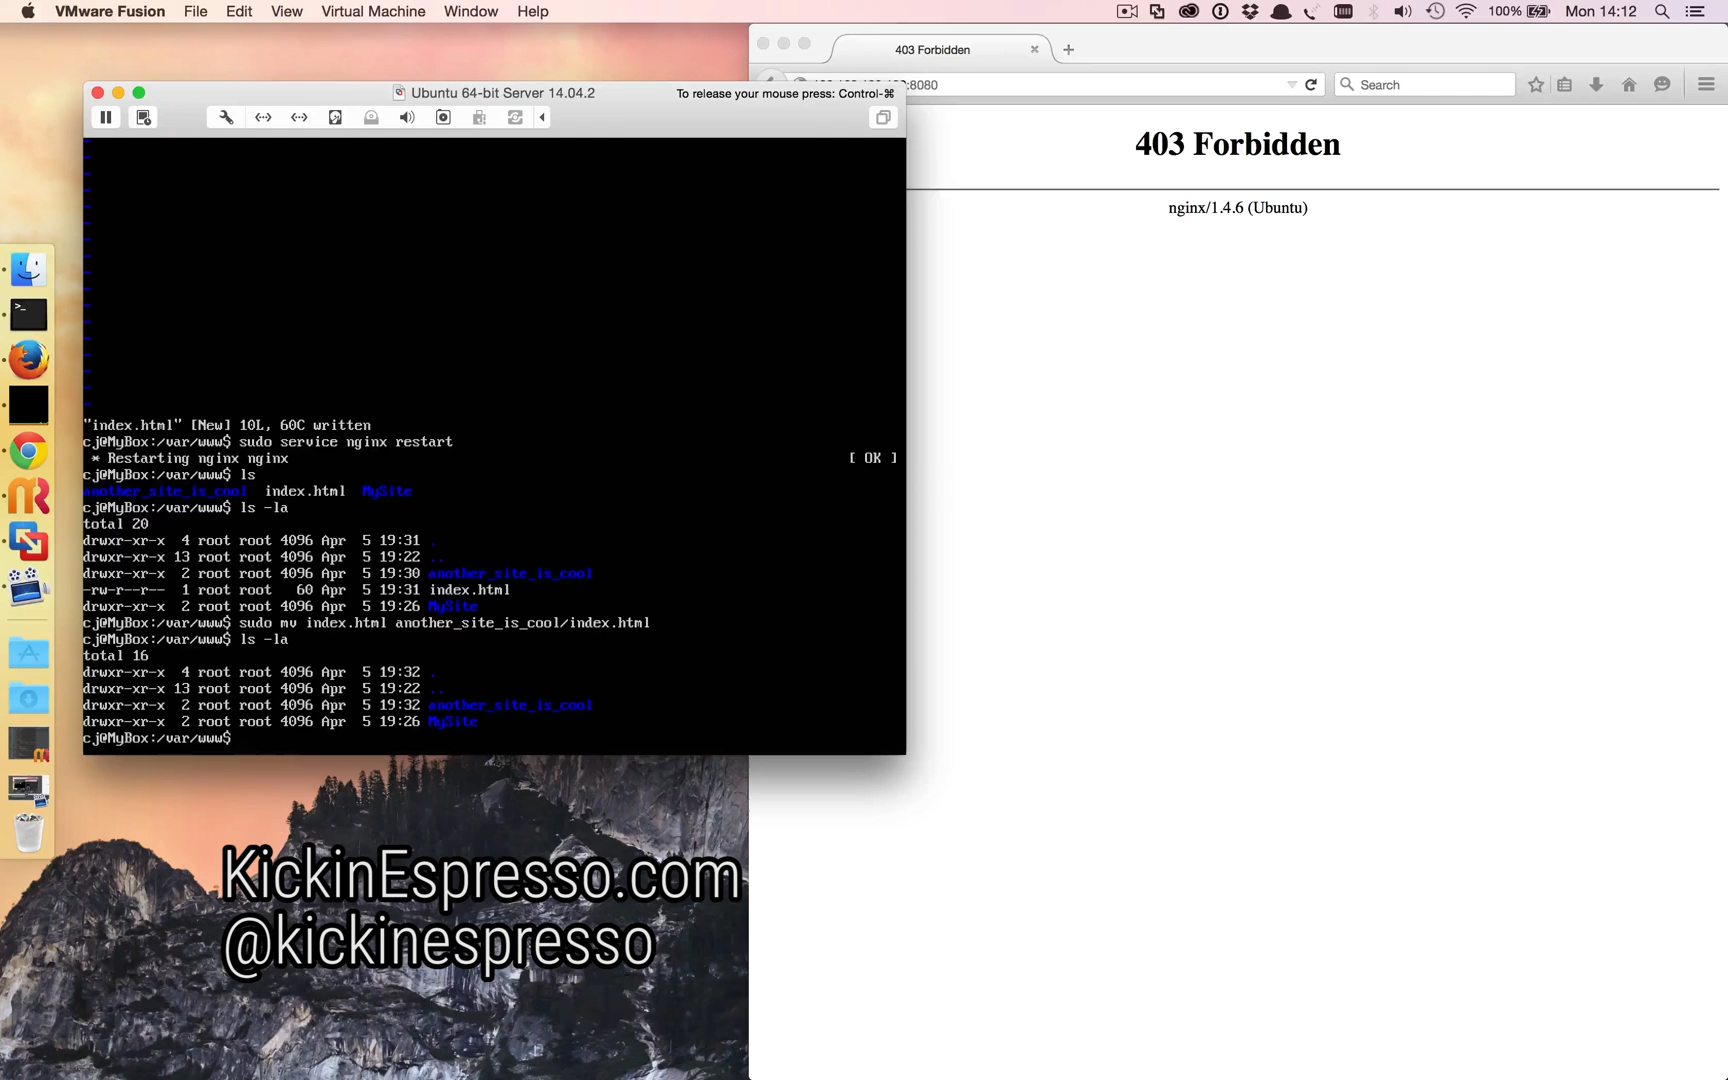 VMware Fusion File Edit View Virtual Machine Window Help 100% Mon 14:12
403 Forbidden
:8080 Search
Ubuntu 64-bit Server 14.04.2 To release your mouse press: Control-⌘
403 Forbidden
nginx/1.4.6 (Ubuntu)
"index.html" [New] 10L, 60C written
cj@MyBox:/var/www$ sudo service nginx restart
* Restarting nginx nginx [ OK ]
cj@MyBox:/var/www$ ls
another_site_is_cool index.html MySite
cj@MyBox:/var/www$ ls -la
total 20
drwxr-xr-x 4 root root 4096 Apr 5 19:31 .
drwxr-xr-x 13 root root 4096 Apr 5 19:22 ..
drwxr-xr-x 2 root root 4096 Apr 5 19:30 another_site_is_cool
-rw-r--r-- 1 root root 60 Apr 5 19:31 index.html
drwxr-xr-x 2 root root 4096 Apr 5 19:26 MySite
cj@MyBox:/var/www$ sudo mv index.html another_site_is_cool/index.html
cj@MyBox:/var/www$ ls -la
total 16
drwxr-xr-x 4 root root 4096 Apr 5 19:32 .
drwxr-xr-x 13 root root 4096 Apr 5 19:22 ..
drwxr-xr-x 2 root root 4096 Apr 5 19:32 another_site_is_cool
drwxr-xr-x 2 root root 4096 Apr 5 19:26 MySite
cj@MyBox:/var/www$
KickinEspresso.com
@kickinespresso